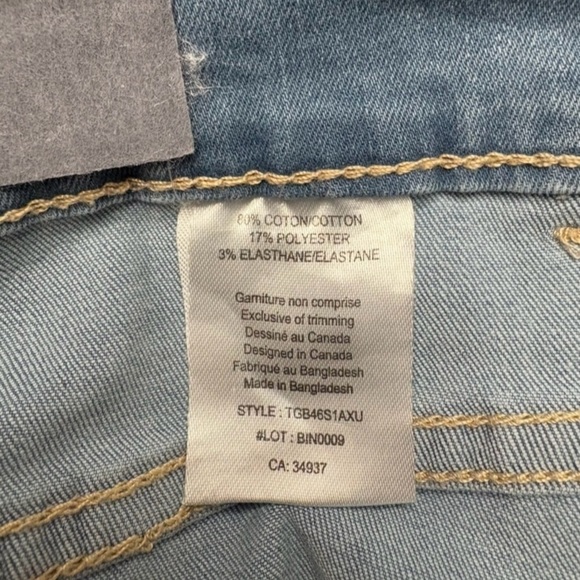 80% COTON/COTTON
17% POLYESTER
3% ELASTHANE/ELASTANE
Garniture non comprise
Exclusive of trimming
Dessiné au Canada
Designed in Canada
Fabriqué au Bangladesh
Made in Bangladesh
STYLE : TGB46S1AXU
#LOT : BIN0009
CA: 34937